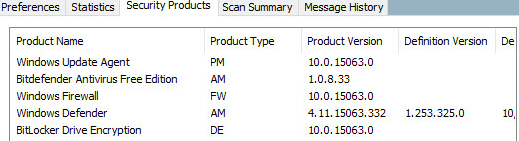 Preferences Statistics Security Products Scan Summary Message History
Product Name Product Type Product Version Definition Version De
Windows Update Agent PM 10.0.15063.0
Bitdefender Antivirus Free Edition AM 1.0.8.33
Windows Firewall FW 10.0.15063.0
Windows Defender AM 4.11.15063.332 1.253.325.0 10,
BitLocker Drive Encryption DE 10.0.15063.0